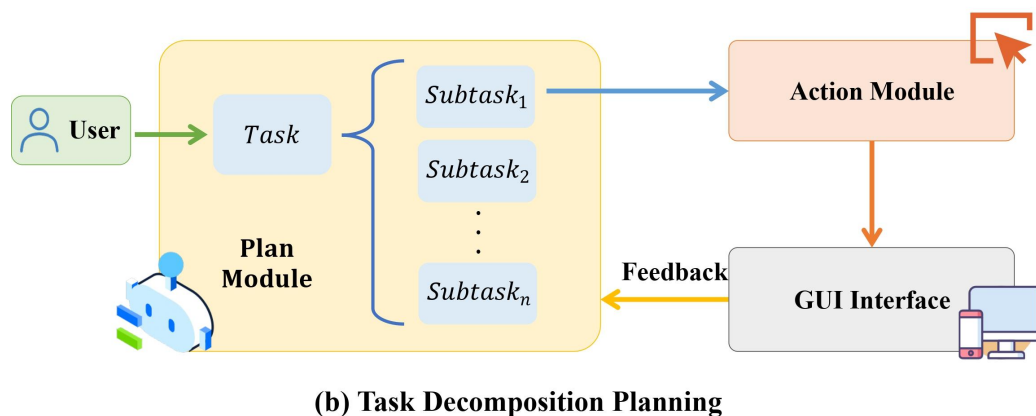 User
Task
Subtask₁
Subtask₂
⋮
Subtaskₙ
Plan
Module
Action Module
GUI Interface
Feedback
(b) Task Decomposition Planning